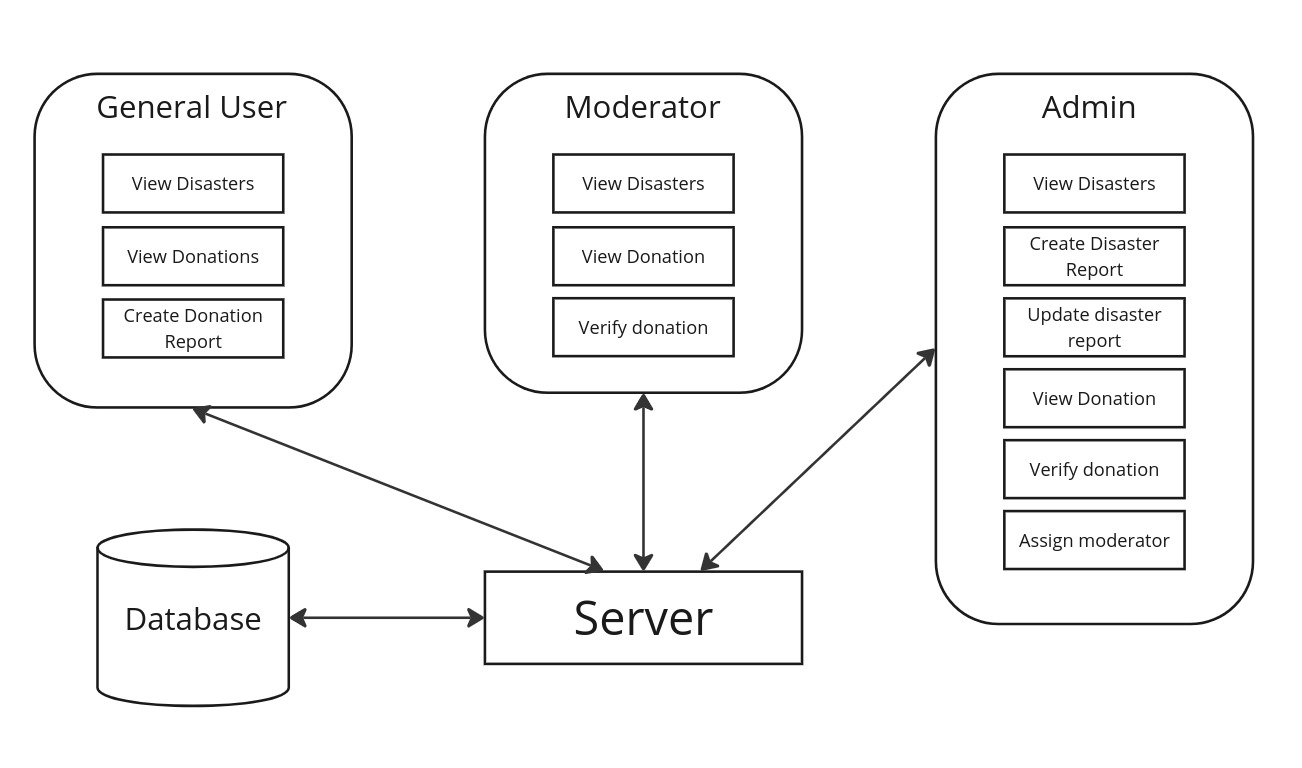 General User
View Disasters
View Donations
Create Donation
Report
Moderator
View Disasters
View Donation
Verify donation
Admin
View Disasters
Create Disaster
Report
Update disaster
report
View Donation
Verify donation
Assign moderator
Database
Server